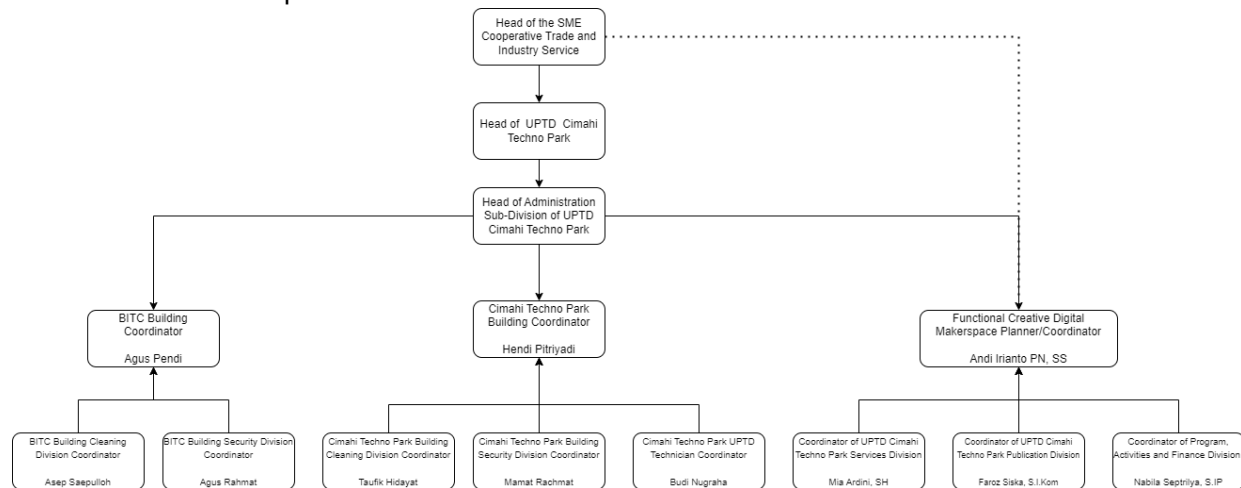 Head of the SME
Cooperative Trade and
Industry Service
Head of UPTD Cimahi
Techno Park
Head of Administration
Sub-Division of UPTD
Cimahi Techno Park
BITC Building
Coordinator
Agus Pendi
Cimahi Techno Park
Building Coordinator
Hendi Pitriyadi
Functional Creative Digital
Makerspace Planner/Coordinator
Andi Irianto PN, SS
BITC Building Cleaning
Division Coordinator
Asep Saepulloh
BITC Building Security Division
Coordinator
Agus Rahmat
Cimahi Techno Park Building
Cleaning Division Coordinator
Taufik Hidayat
Cimahi Techno Park Building
Security Division Coordinator
Mamat Rachmat
Cimahi Techno Park UPTD
Technician Coordinator
Budi Nugraha
Coordinator of UPTD Cimahi
Techno Park Services Division
Mia Ardini, SH
Coordinator of UPTD Cimahi
Techno Park Publication Division
Faroz Siska, S.I.Kom
Coordinator of Program,
Activities and Finance Division
Nabila Septrilya, S.IP